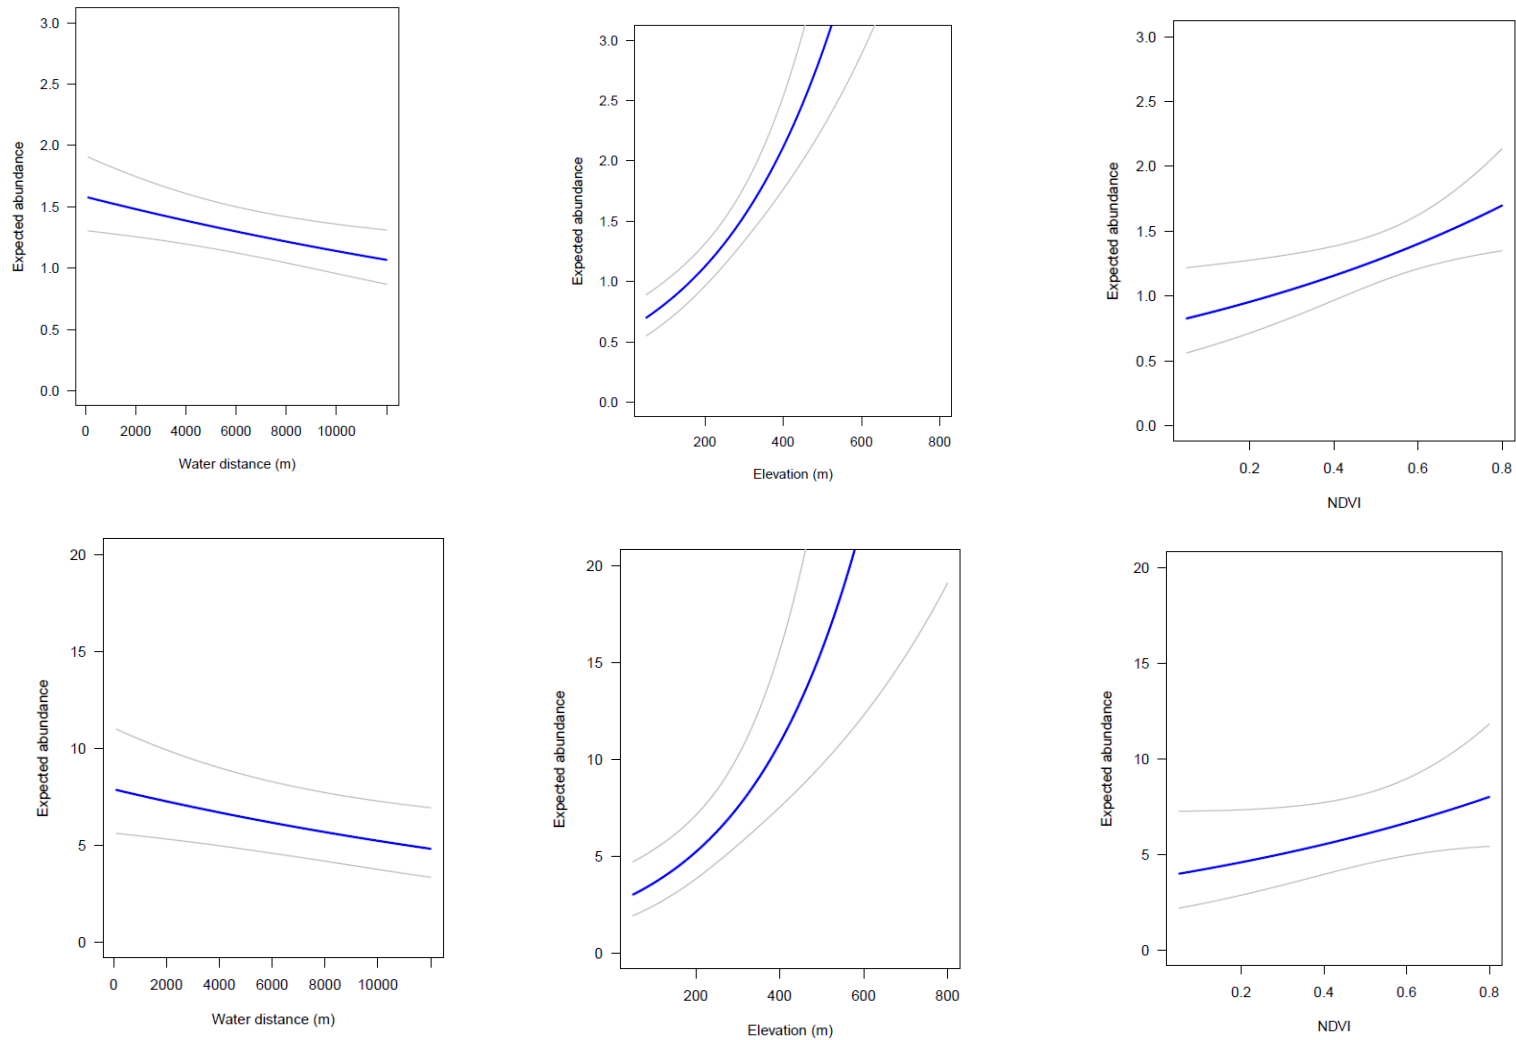 3.0
2.5
2.0
1.5
1.0
0.5
0.0
Expected abundance
0 2000 4000 6000 8000 10000
Water distance (m)
3.0
2.5
2.0
1.5
1.0
0.5
0.0
Expected abundance
200 400 600 800
Elevation (m)
3.0
2.5
2.0
1.5
1.0
0.5
0.0
Expected abundance
0.2 0.4 0.6 0.8
NDVI
20
15
10
5
0
Expected abundance
0 2000 4000 6000 8000 10000
Water distance (m)
20
15
10
5
0
Expected abundance
200 400 600 800
Elevation (m)
20
15
10
5
0
Expected abundance
0.2 0.4 0.6 0.8
NDVI